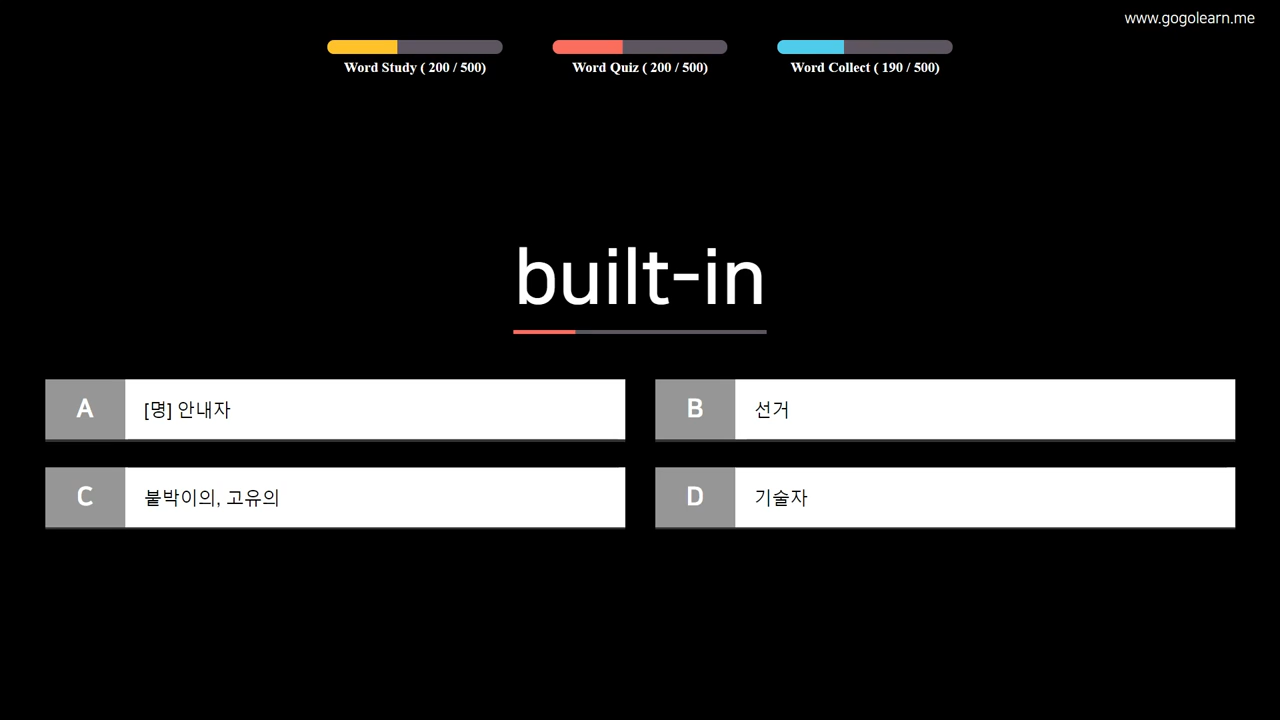 www.gogolearn.me
Word Study ( 200 / 500)
Word Quiz ( 200 / 500)
Word Collect ( 190 / 500)
built-in
A [명] 안내자
B 선거
C 붙박이의, 고유의
D 기술자